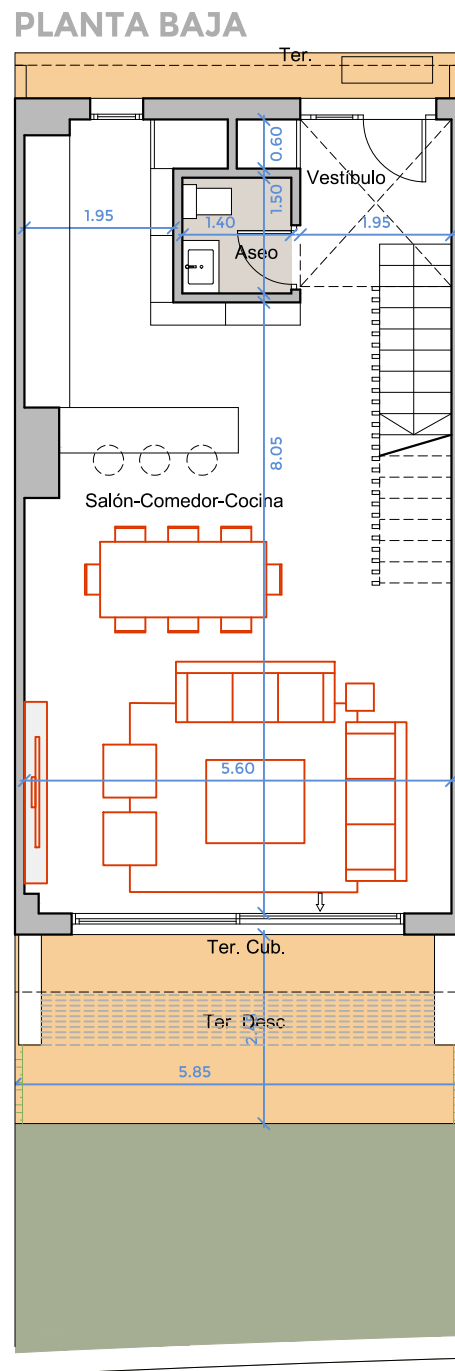 PLANTA BAJA
Ter.
0.60
Vestíbulo
1.50
1.95
1.40
1.95
Aseo
8.05
Salón-Comedor-Cocina
5.60
Ter. Cub.
Ter. Desc.
5.85